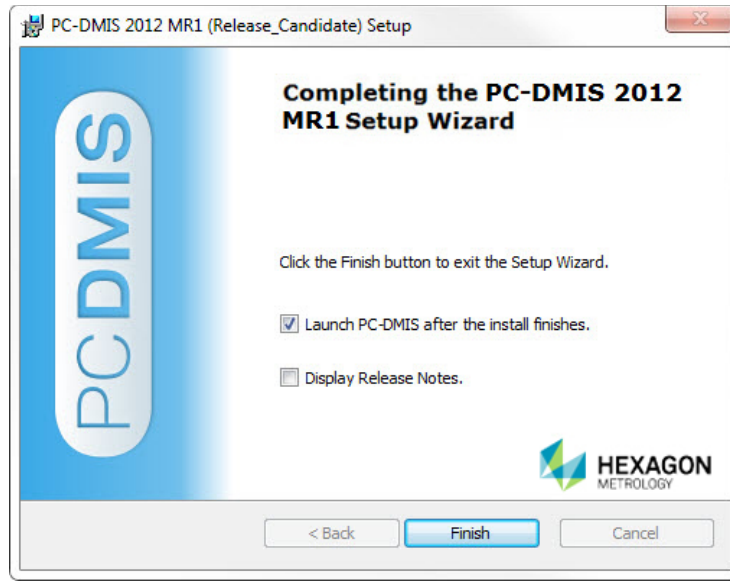 PC-DMIS 2012 MR1 (Release_Candidate) Setup
PCDMIS
Completing the PC-DMIS 2012
MR1 Setup Wizard
Click the Finish button to exit the Setup Wizard.
Launch PC-DMIS after the install finishes.
Display Release Notes.
HEXAGON
METROLOGY
< Back
Finish
Cancel